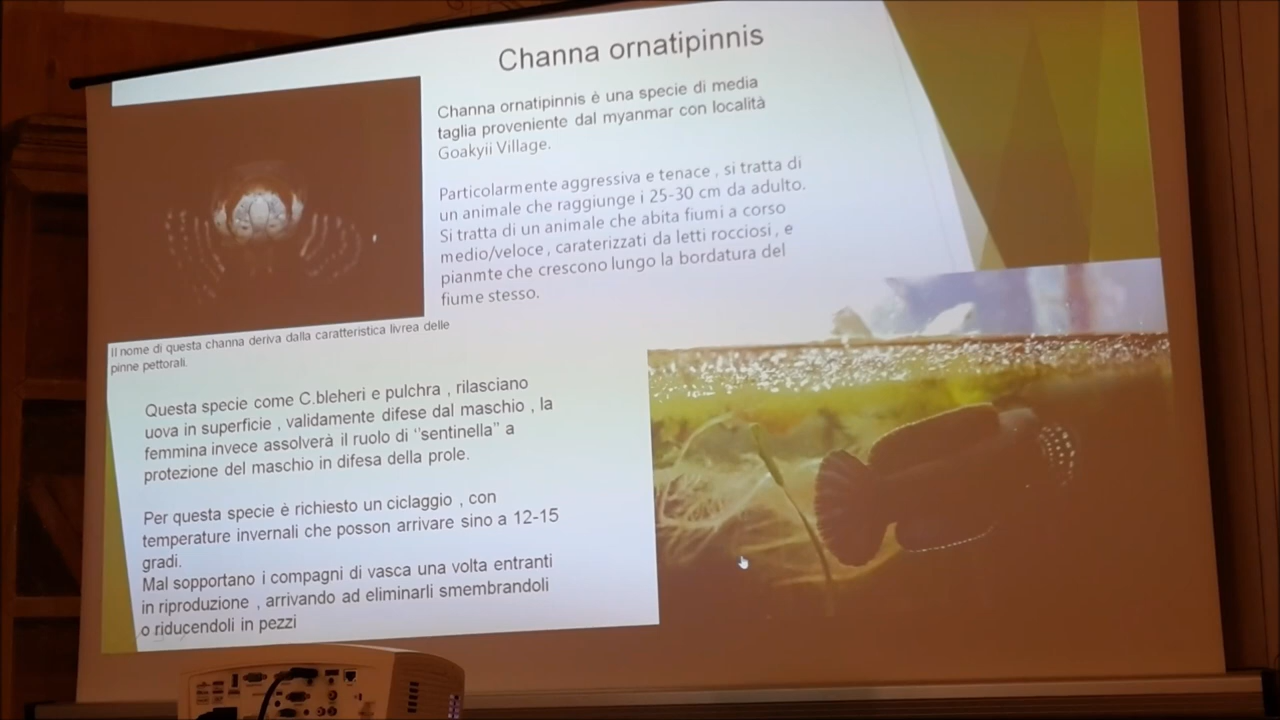 Channa ornatipinnis
Channa ornatipinnis è una specie di media
taglia proveniente dal myanmar con località
Goakyii Village.
Particolarmente aggressiva e tenace , si tratta di
un animale che raggiunge i 25-30 cm da adulto.
Si tratta di un animale che abita fiumi a corso
medio/veloce , caraterizzati da letti rocciosi , e
pianmte che crescono lungo la bordatura del
fiume stesso.
Il nome di questa channa deriva dalla caratteristica livrea delle
pinne pettorali.
Questa specie come C.bleheri e pulchra , rilasciano
uova in superficie , validamente difese dal maschio , la
femmina invece assolverà il ruolo di ‘’sentinella” a
protezione del maschio in difesa della prole.
Per questa specie è richiesto un ciclaggio , con
temperature invernali che posson arrivare sino a 12-15
gradi.
Mal sopportano i compagni di vasca una volta entranti
in riproduzione , arrivando ad eliminarli smembrandoli
o riducendoli in pezzi